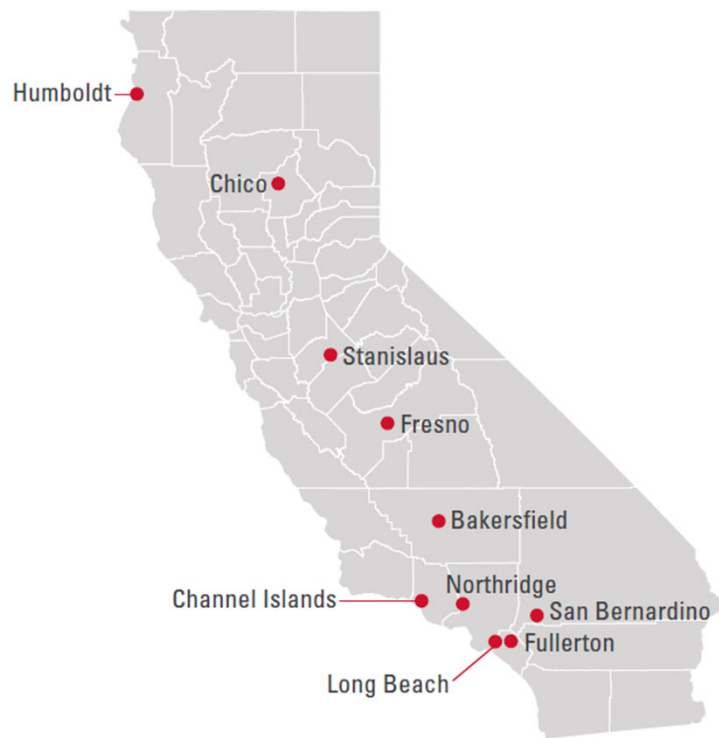 Humboldt
Chico
Stanislaus
Fresno
Bakersfield
Northridge
Channel Islands
San Bernardino
Fullerton
Long Beach